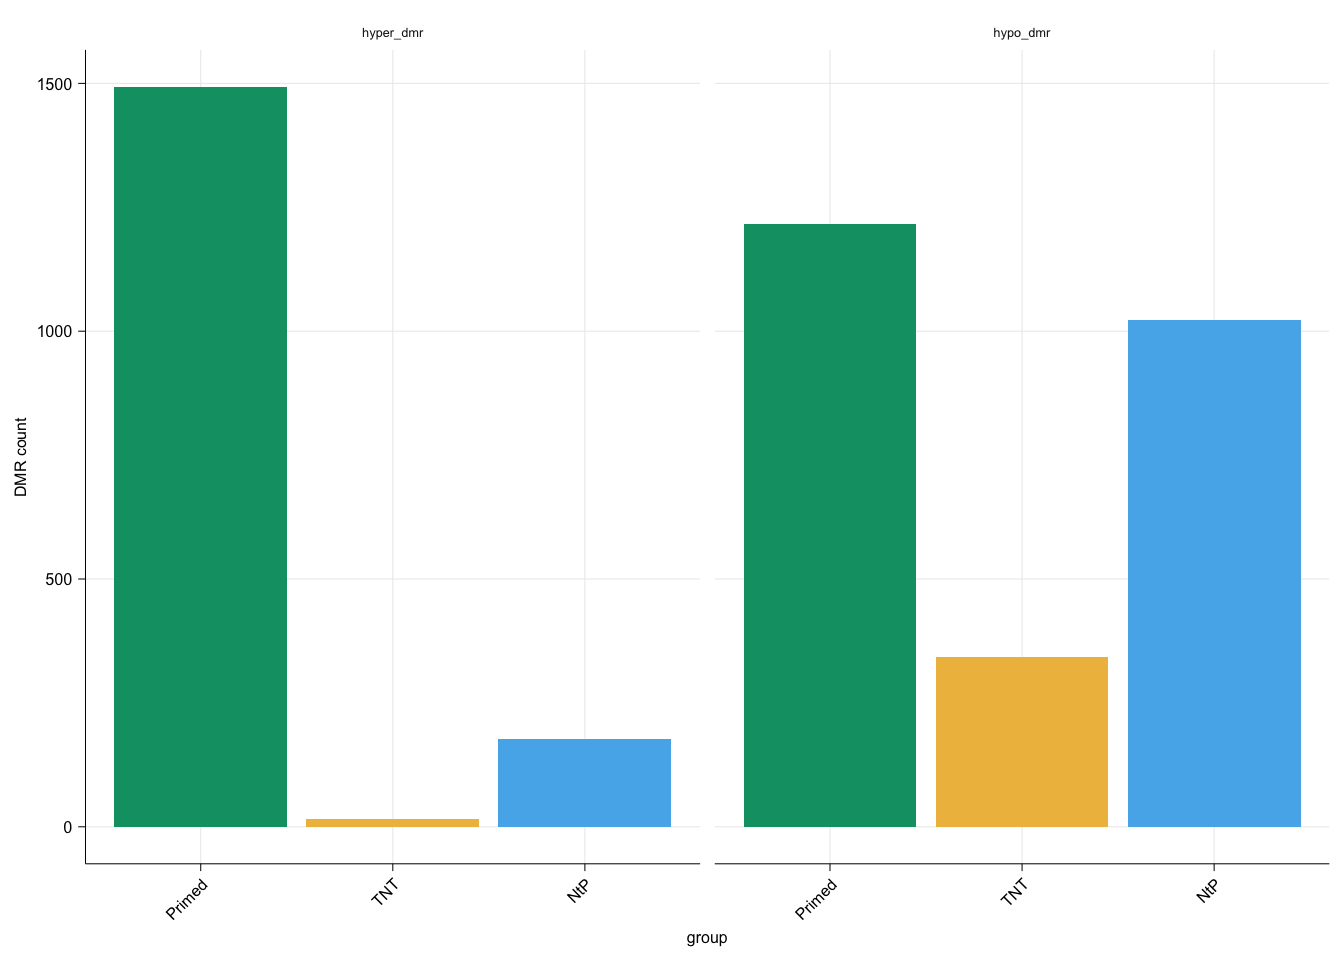 hyper_dmr
hypo_dmr
1500
1000
500
0
DMR count
Primed
TNT
NtP
Primed
TNT
NtP
group